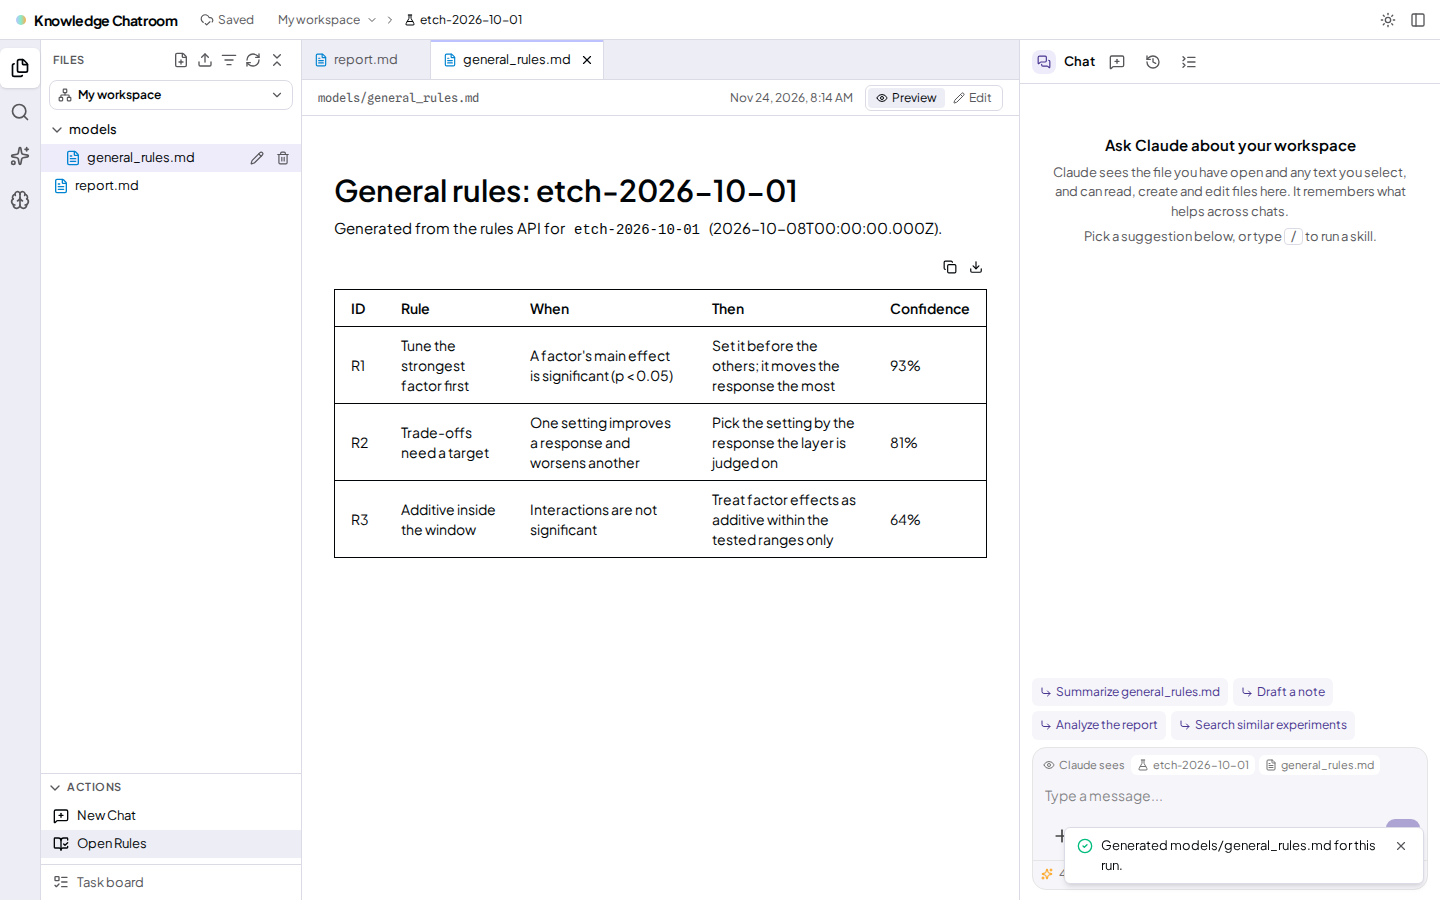 Knowledge Chatroom
Saved
My workspace
etch-2026-10-01
FILES
My workspace
models
general_rules.md
report.md
ACTIONS
New Chat
Open Rules
Task board
report.md
general_rules.md
models/general_rules.md
Nov 24, 2026, 8:14 AM
Preview
Edit
General rules: etch-2026-10-01
Generated from the rules API for etch-2026-10-01 (2026-10-08T00:00:00.000Z).
ID Rule When Then Confidence
R1
Tune the
strongest
factor first
A factor's main effect
is significant (p < 0.05)
Set it before the
others; it moves the
response the most
93%
R2
Trade-offs
need a target
One setting improves
a response and
worsens another
Pick the setting by the
response the layer is
judged on
81%
R3
Additive inside
the window
Interactions are not
significant
Treat factor effects as
additive within the
tested ranges only
64%
Chat
Ask Claude about your workspace
Claude sees the file you have open and any text you select,
and can read, create and edit files here. It remembers what
helps across chats.
Pick a suggestion below, or type / to run a skill.
Summarize general_rules.md
Draft a note
Analyze the report
Search similar experiments
Claude sees
etch-2026-10-01
general_rules.md
Type a message...
Generated models/general_rules.md for this
run.